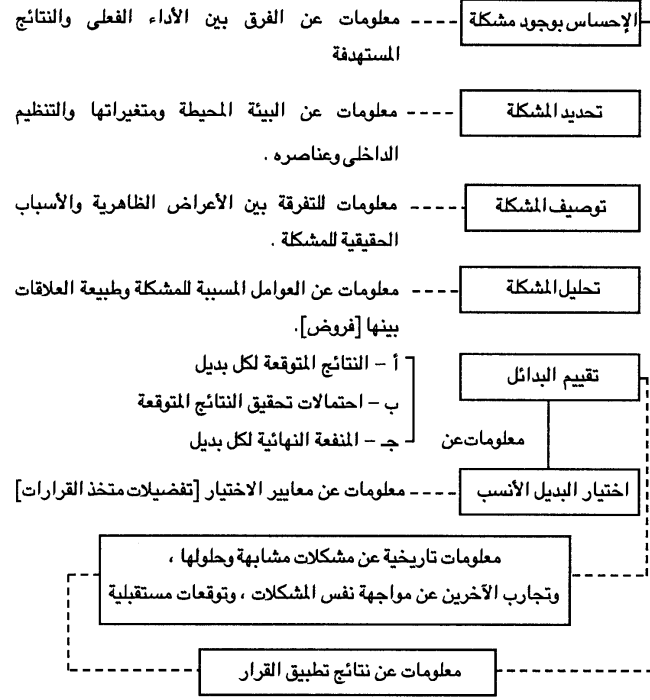 الإحساس بوجود مشكلة
معلومات عن الفرق بين الأداء الفعلى والنتائج
المستهدفة
تحديد المشكلة
معلومات عن البيئة المحيطة ومتغيراتها والتنظيم
الداخلى وعناصره .
توصيف المشكلة
معلومات للتفرقة بين الأعراض الظاهرية والأسباب
الحقيقية للمشكلة .
تحليل المشكلة
معلومات عن العوامل المسببة للمشكلة وطبيعة العلاقات
بينها [فروض].
تقييم البدائل
معلومات عن
أ – النتائج المتوقعة لكل بديل
ب – احتمالات تحقيق النتائج المتوقعة
جـ – المنفعة النهائية لكل بديل
اختيار البديل الأنسب
معلومات عن معايير الاختيار [تفضيلات متخذ القرارات]
معلومات تاريخية عن مشكلات مشابهة وحلولها ،
وتجارب الآخرين عن مواجهة نفس المشكلات ، وتوقعات مستقبلية
معلومات عن نتائج تطبيق القرار